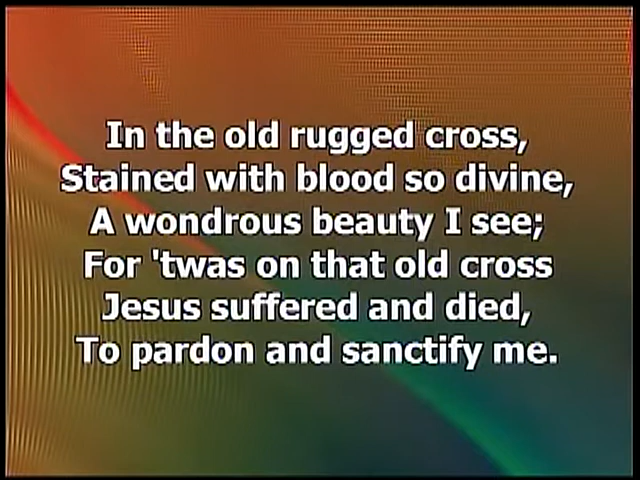 In the old rugged cross,
Stained with blood so divine,
A wondrous beauty I see;
For 'twas on that old cross
Jesus suffered and died,
To pardon and sanctify me.